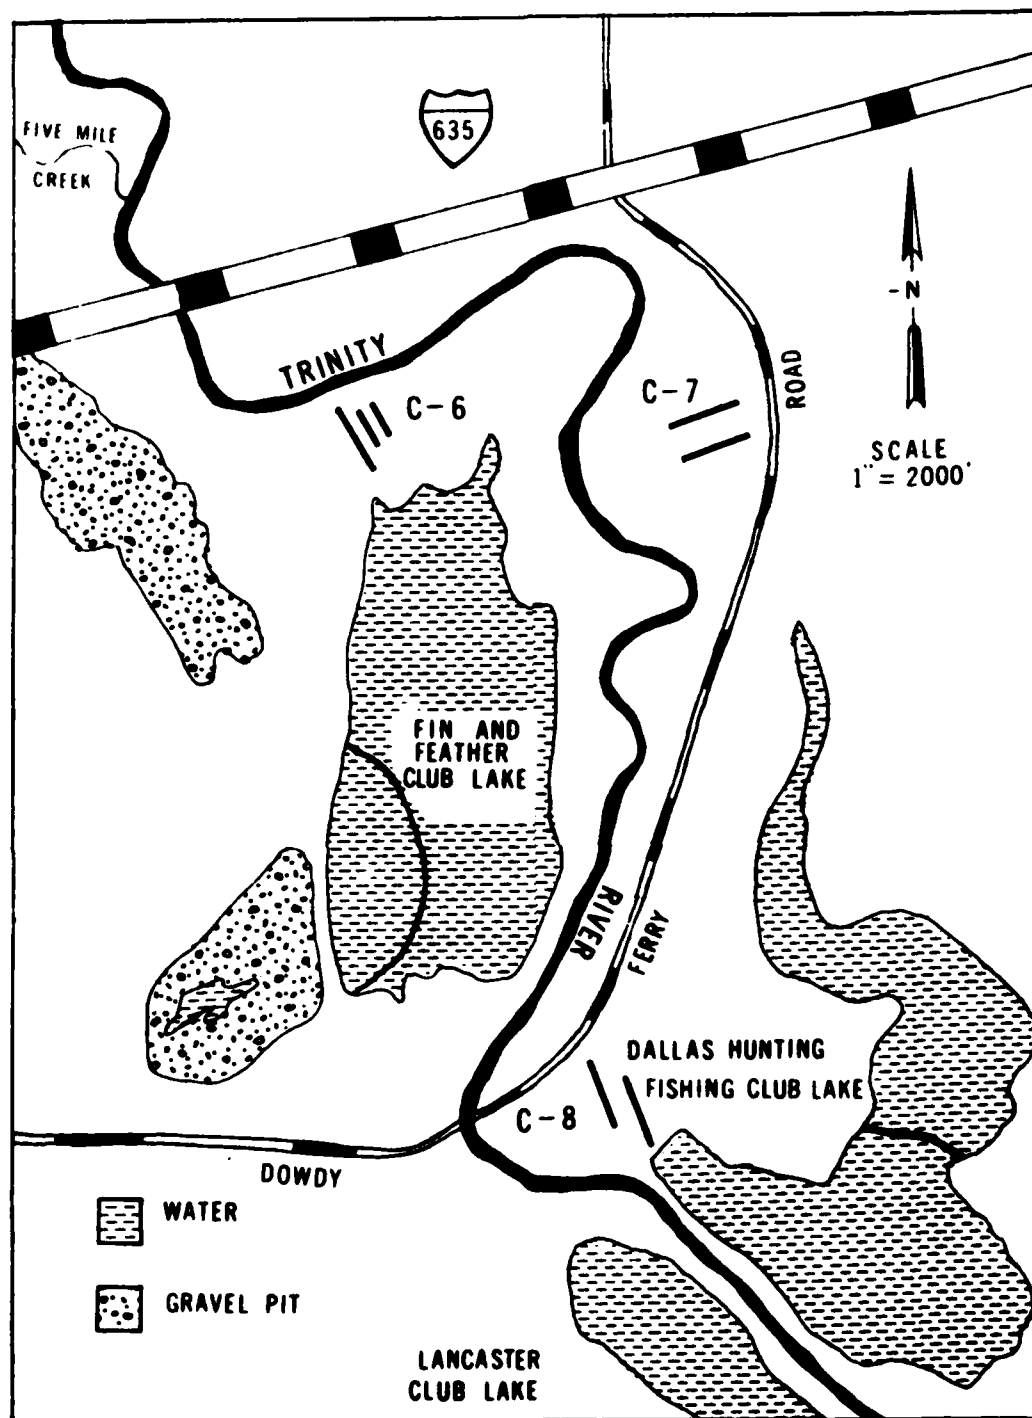 FIVE MILE
CREEK
635
-N
TRINITY
C-6
C-7
ROAD
SCALE
1" = 2000'
FIN AND
FEATHER
CLUB LAKE
RIVER
FERRY
DALLAS HUNTING
FISHING CLUB LAKE
C-8
DOWDY
WATER
GRAVEL PIT
LANCASTER
CLUB LAKE